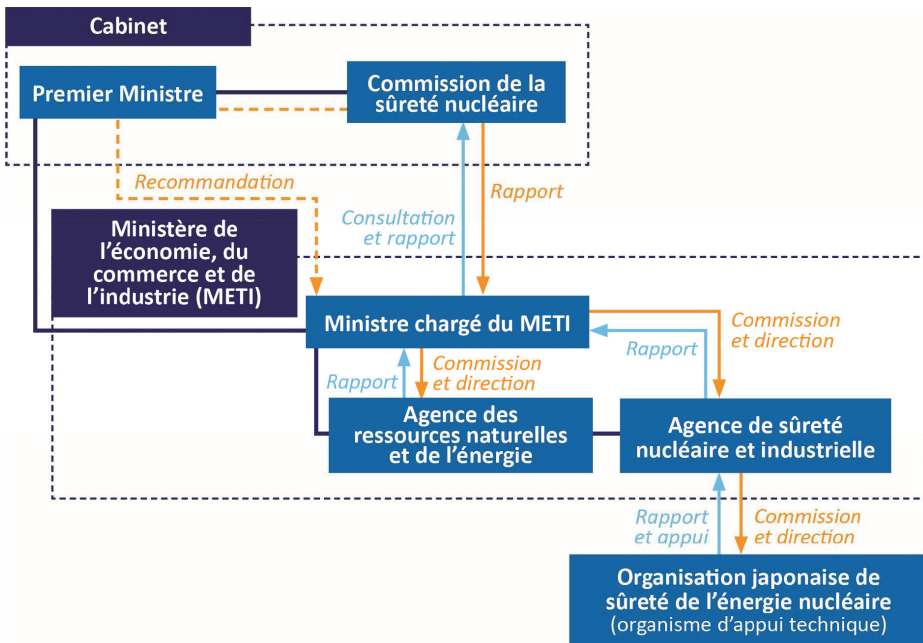 Cabinet
Premier Ministre
Commission de la
sûreté nucléaire
Recommandation
Consultation
et rapport
Rapport
Ministère de
l’économie, du
commerce et de
l’industrie (METI)
Ministre chargé du METI
Rapport
Commission
et direction
Rapport
Commission
et direction
Agence des
ressources naturelles
et de l’énergie
Agence de sûreté
nucléaire et industrielle
Rapport
et appui
Commission
et direction
Organisation japonaise de
sûreté de l’énergie nucléaire
(organisme d’appui technique)